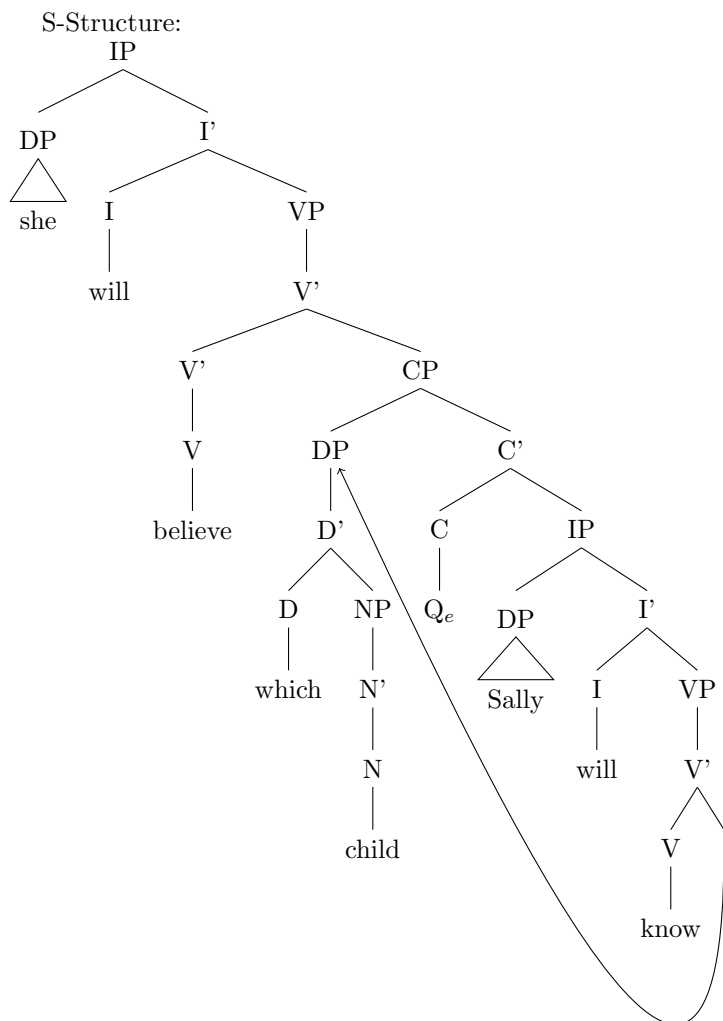 S-Structure:
IP
DP I'
she I VP
will V'
V' CP
V DP C'
believe D' C IP
D NP Qe DP I'
which N' Sally I VP
N will V'
child V
know